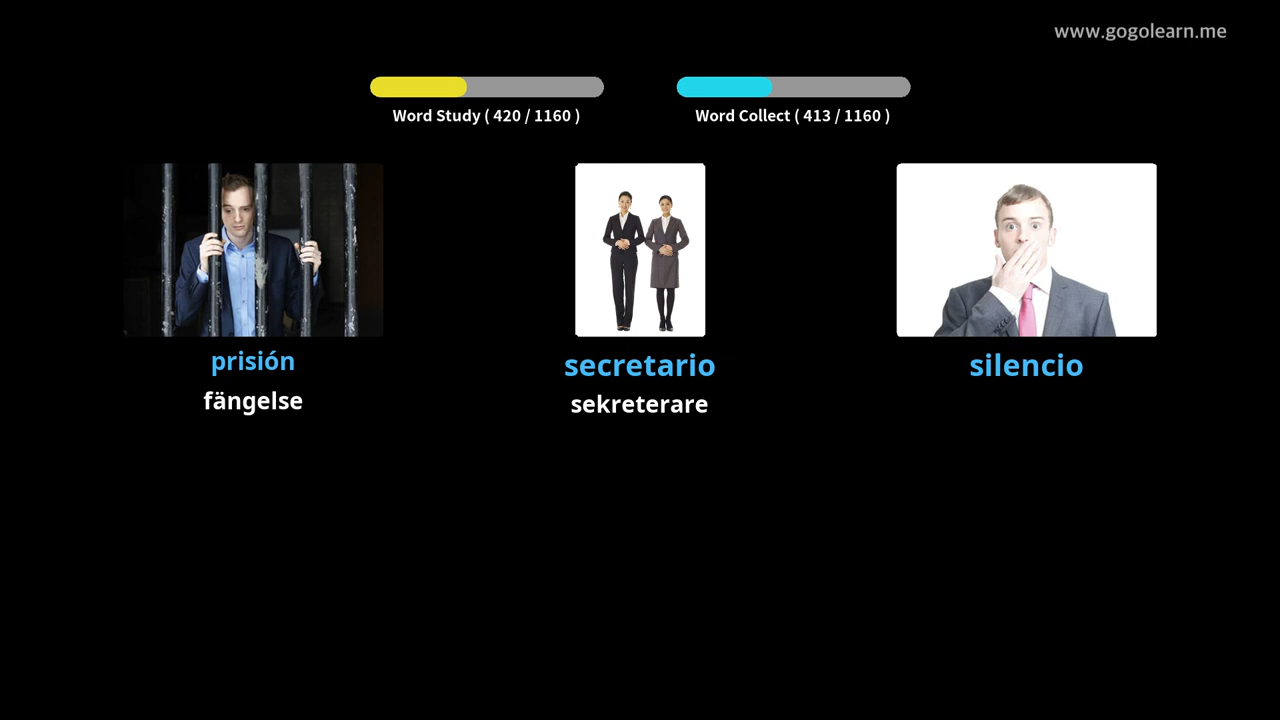 www.gogolearn.me
Word Study ( 420 / 1160 )
Word Collect ( 413 / 1160 )
prisión
fängelse
secretario
sekreterare
silencio